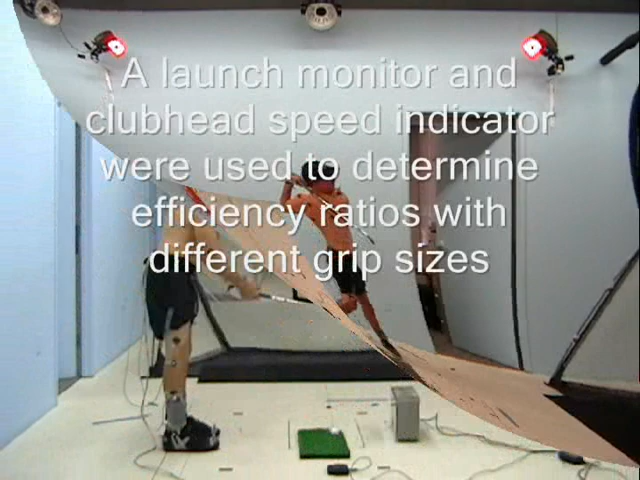 A launch monitor and
clubhead speed indicator
were used to determine
efficiency ratios with
different grip sizes